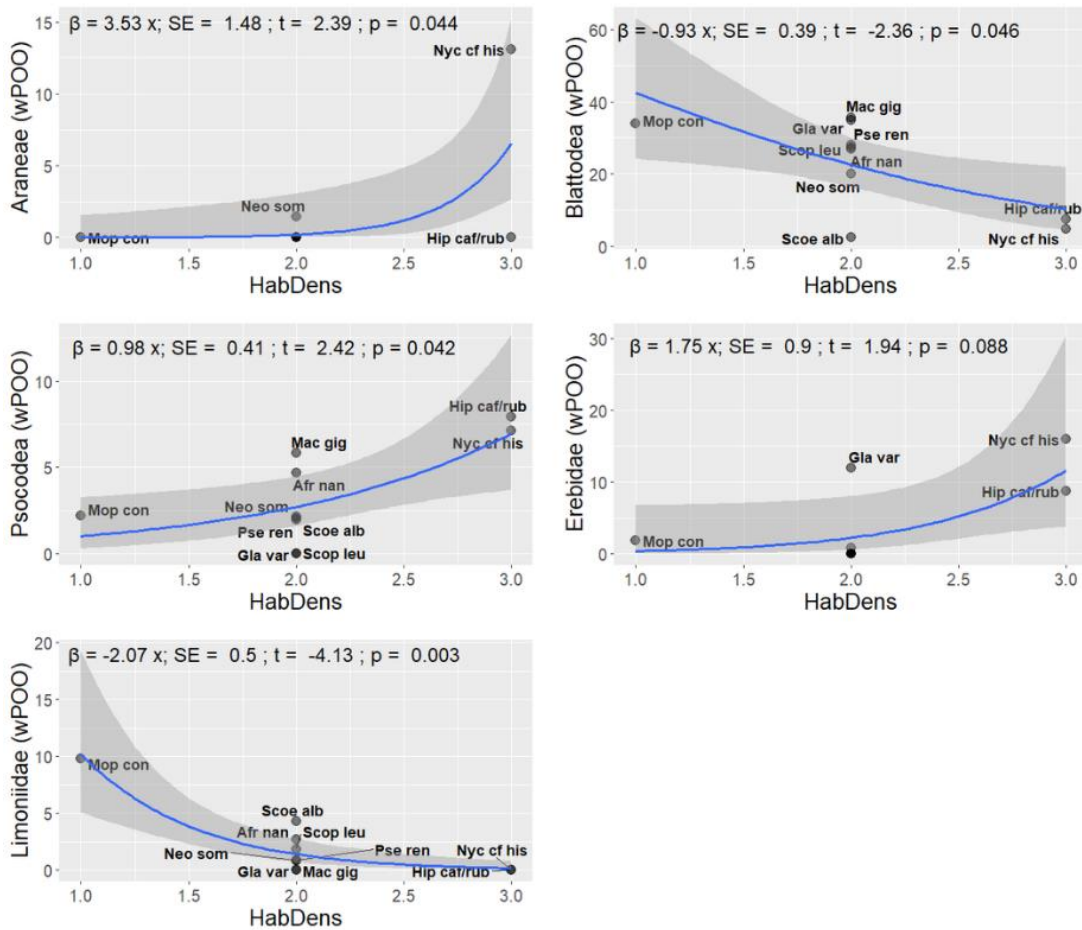 β = 3.53 x; SE = 1.48 ; t = 2.39 ; p = 0.044
Araneae (wPOO)
15
10
5
0
Nyc cf his
Neo som
Mop con
Hip caf/rub
1.0 1.5 2.0 2.5 3.0
HabDens
β = -0.93 x; SE = 0.39 ; t = -2.36 ; p = 0.046
Blattodea (wPOO)
60
40
20
0
Mop con
Mac gig
Gla var
Pse ren
Scop leu
Afr nan
Neo som
Scoe alb
Hip caf/rub
Nyc cf his
1.0 1.5 2.0 2.5 3.0
HabDens
β = 0.98 x; SE = 0.41 ; t = 2.42 ; p = 0.042
Psocodea (wPOO)
10
5
0
Hip caf/rub
Nyc cf his
Mac gig
Afr nan
Mop con
Neo som
Pse ren
Scoe alb
Gla var
Scop leu
1.0 1.5 2.0 2.5 3.0
HabDens
β = 1.75 x; SE = 0.9 ; t = 1.94 ; p = 0.088
Erebidae (wPOO)
30
20
10
0
Nyc cf his
Gla var
Hip caf/rub
Mop con
1.0 1.5 2.0 2.5 3.0
HabDens
β = -2.07 x; SE = 0.5 ; t = -4.13 ; p = 0.003
Limoniidae (wPOO)
20
15
10
5
0
Mop con
Scoe alb
Afr nan
Scop leu
Neo som
Pse ren
Nyc cf his
Gla var
Mac gig
Hip caf/rub
1.0 1.5 2.0 2.5 3.0
HabDens